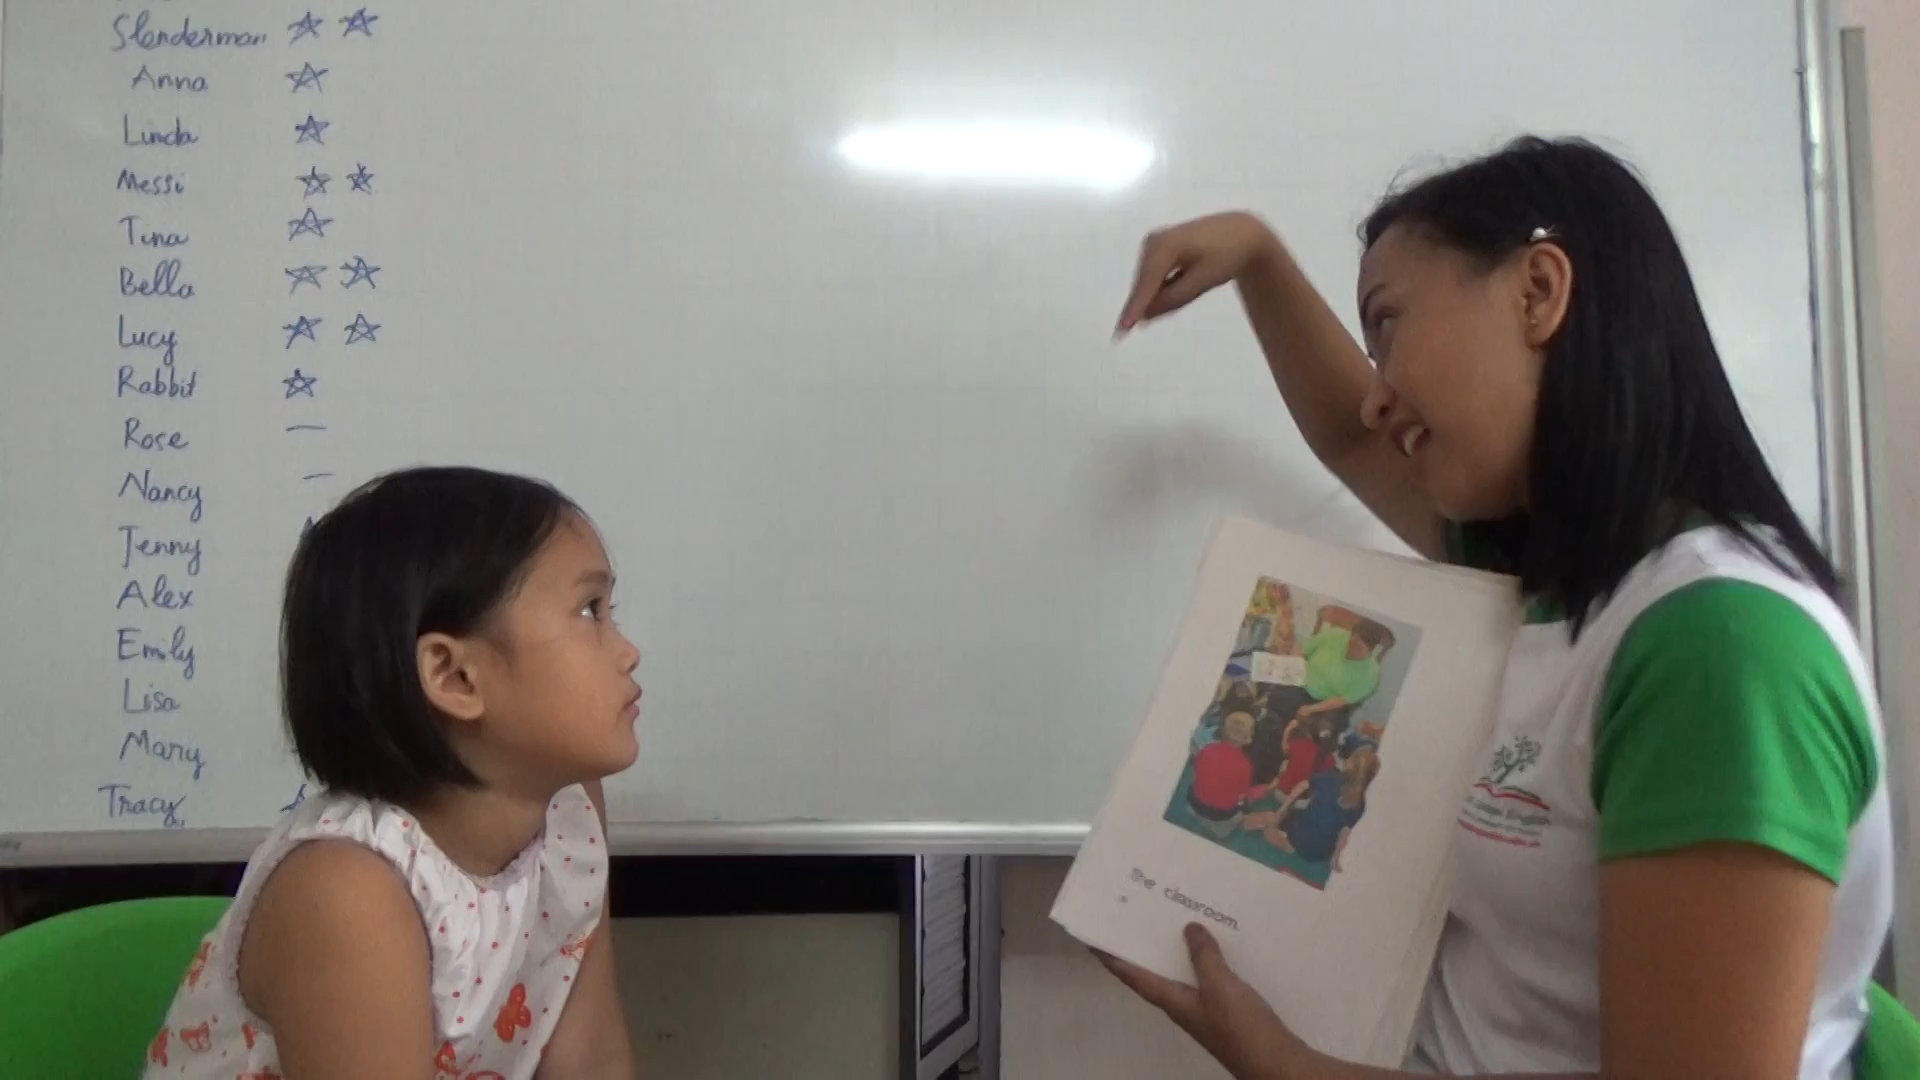 Slenderman
Anna
Linda
Messi
Tina
Bella
Lucy
Rabbit
Rose
Nancy
Jenny
Alex
Emily
Lisa
Mary
Tracy
The classroom